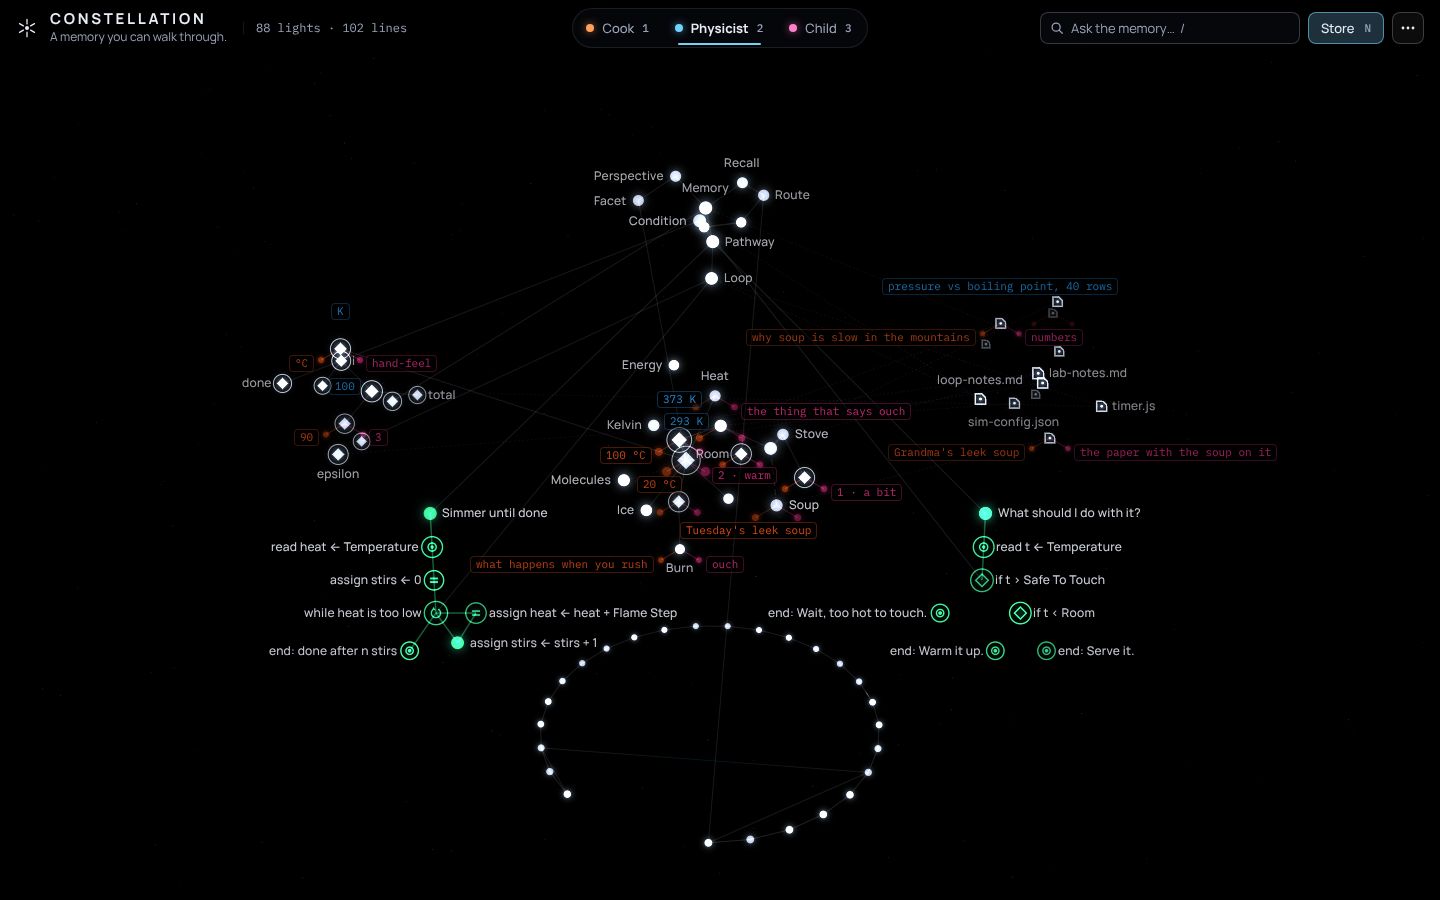 CONSTELLATION
A memory you can walk through.
88 lights · 102 lines
Cook 1
Physicist 2
Child 3
Ask the memory… /
Store N
Recall
Perspective
Memory
Facet
Route
Condition
Pathway
Loop
pressure vs boiling point, 40 rows
K
why soup is slow in the mountains
numbers
°C
i
hand-feel
Energy
Heat
done
100
total
lab-notes.md
loop-notes.md
373 K
the thing that says ouch
timer.js
293 K
sim-config.json
Kelvin
Stove
90
3
100 °C
Room
Grandma's leek soup
the paper with the soup on it
epsilon
Molecules
2 · warm
20 °C
1 · a bit
Ice
Soup
Simmer until done
What should I do with it?
Tuesday's leek soup
read heat ← Temperature
read t ← Temperature
what happens when you rush
Burn
ouch
assign stirs ← 0
if t > Safe To Touch
while heat is too low
assign heat ← heat + Flame Step
end: Wait, too hot to touch.
if t < Room
assign stirs ← stirs + 1
end: done after n stirs
end: Warm it up.
end: Serve it.